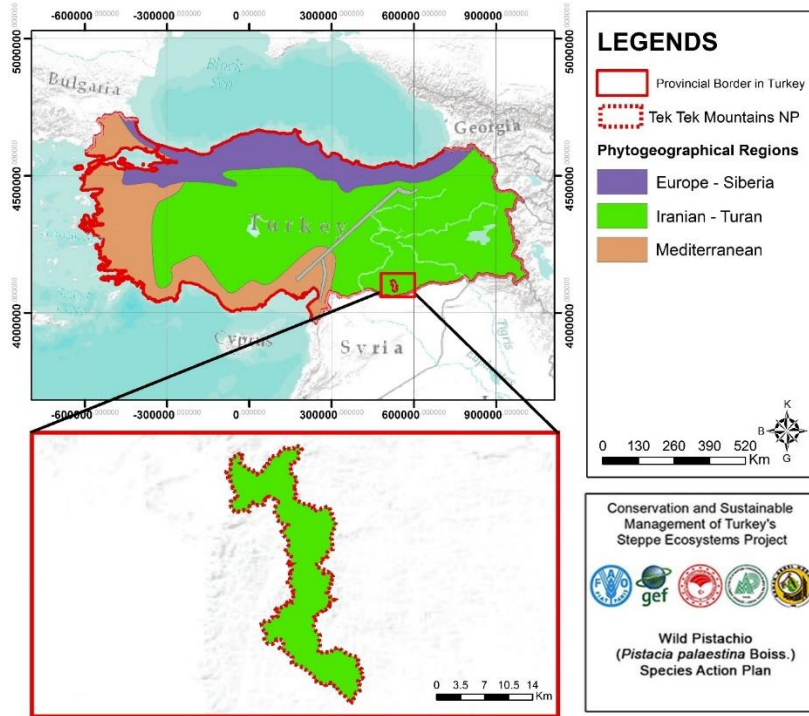 -600000 -300000 0 300000 600000 900000
5000000 5000000
Black
Sea
Bulgaria
Georgia
4500000 4500000
Turkey
4000000 4000000
Cyprus
Syria
Tigris
-600000 -300000 0 300000 600000 900000
0 3.5 7 10.5 14
Km
LEGENDS
Provincial Border in Turkey
Tek Tek Mountains NP
Phytogeographical Regions
Europe - Siberia
Iranian - Turan
Mediterranean
K
B
G
0 130 260 390 520
Km
Conservation and Sustainable
Management of Turkey's
Steppe Ecosystems Project
FAO
gef
Wild Pistachio
(Pistacia palaestina Boiss.)
Species Action Plan